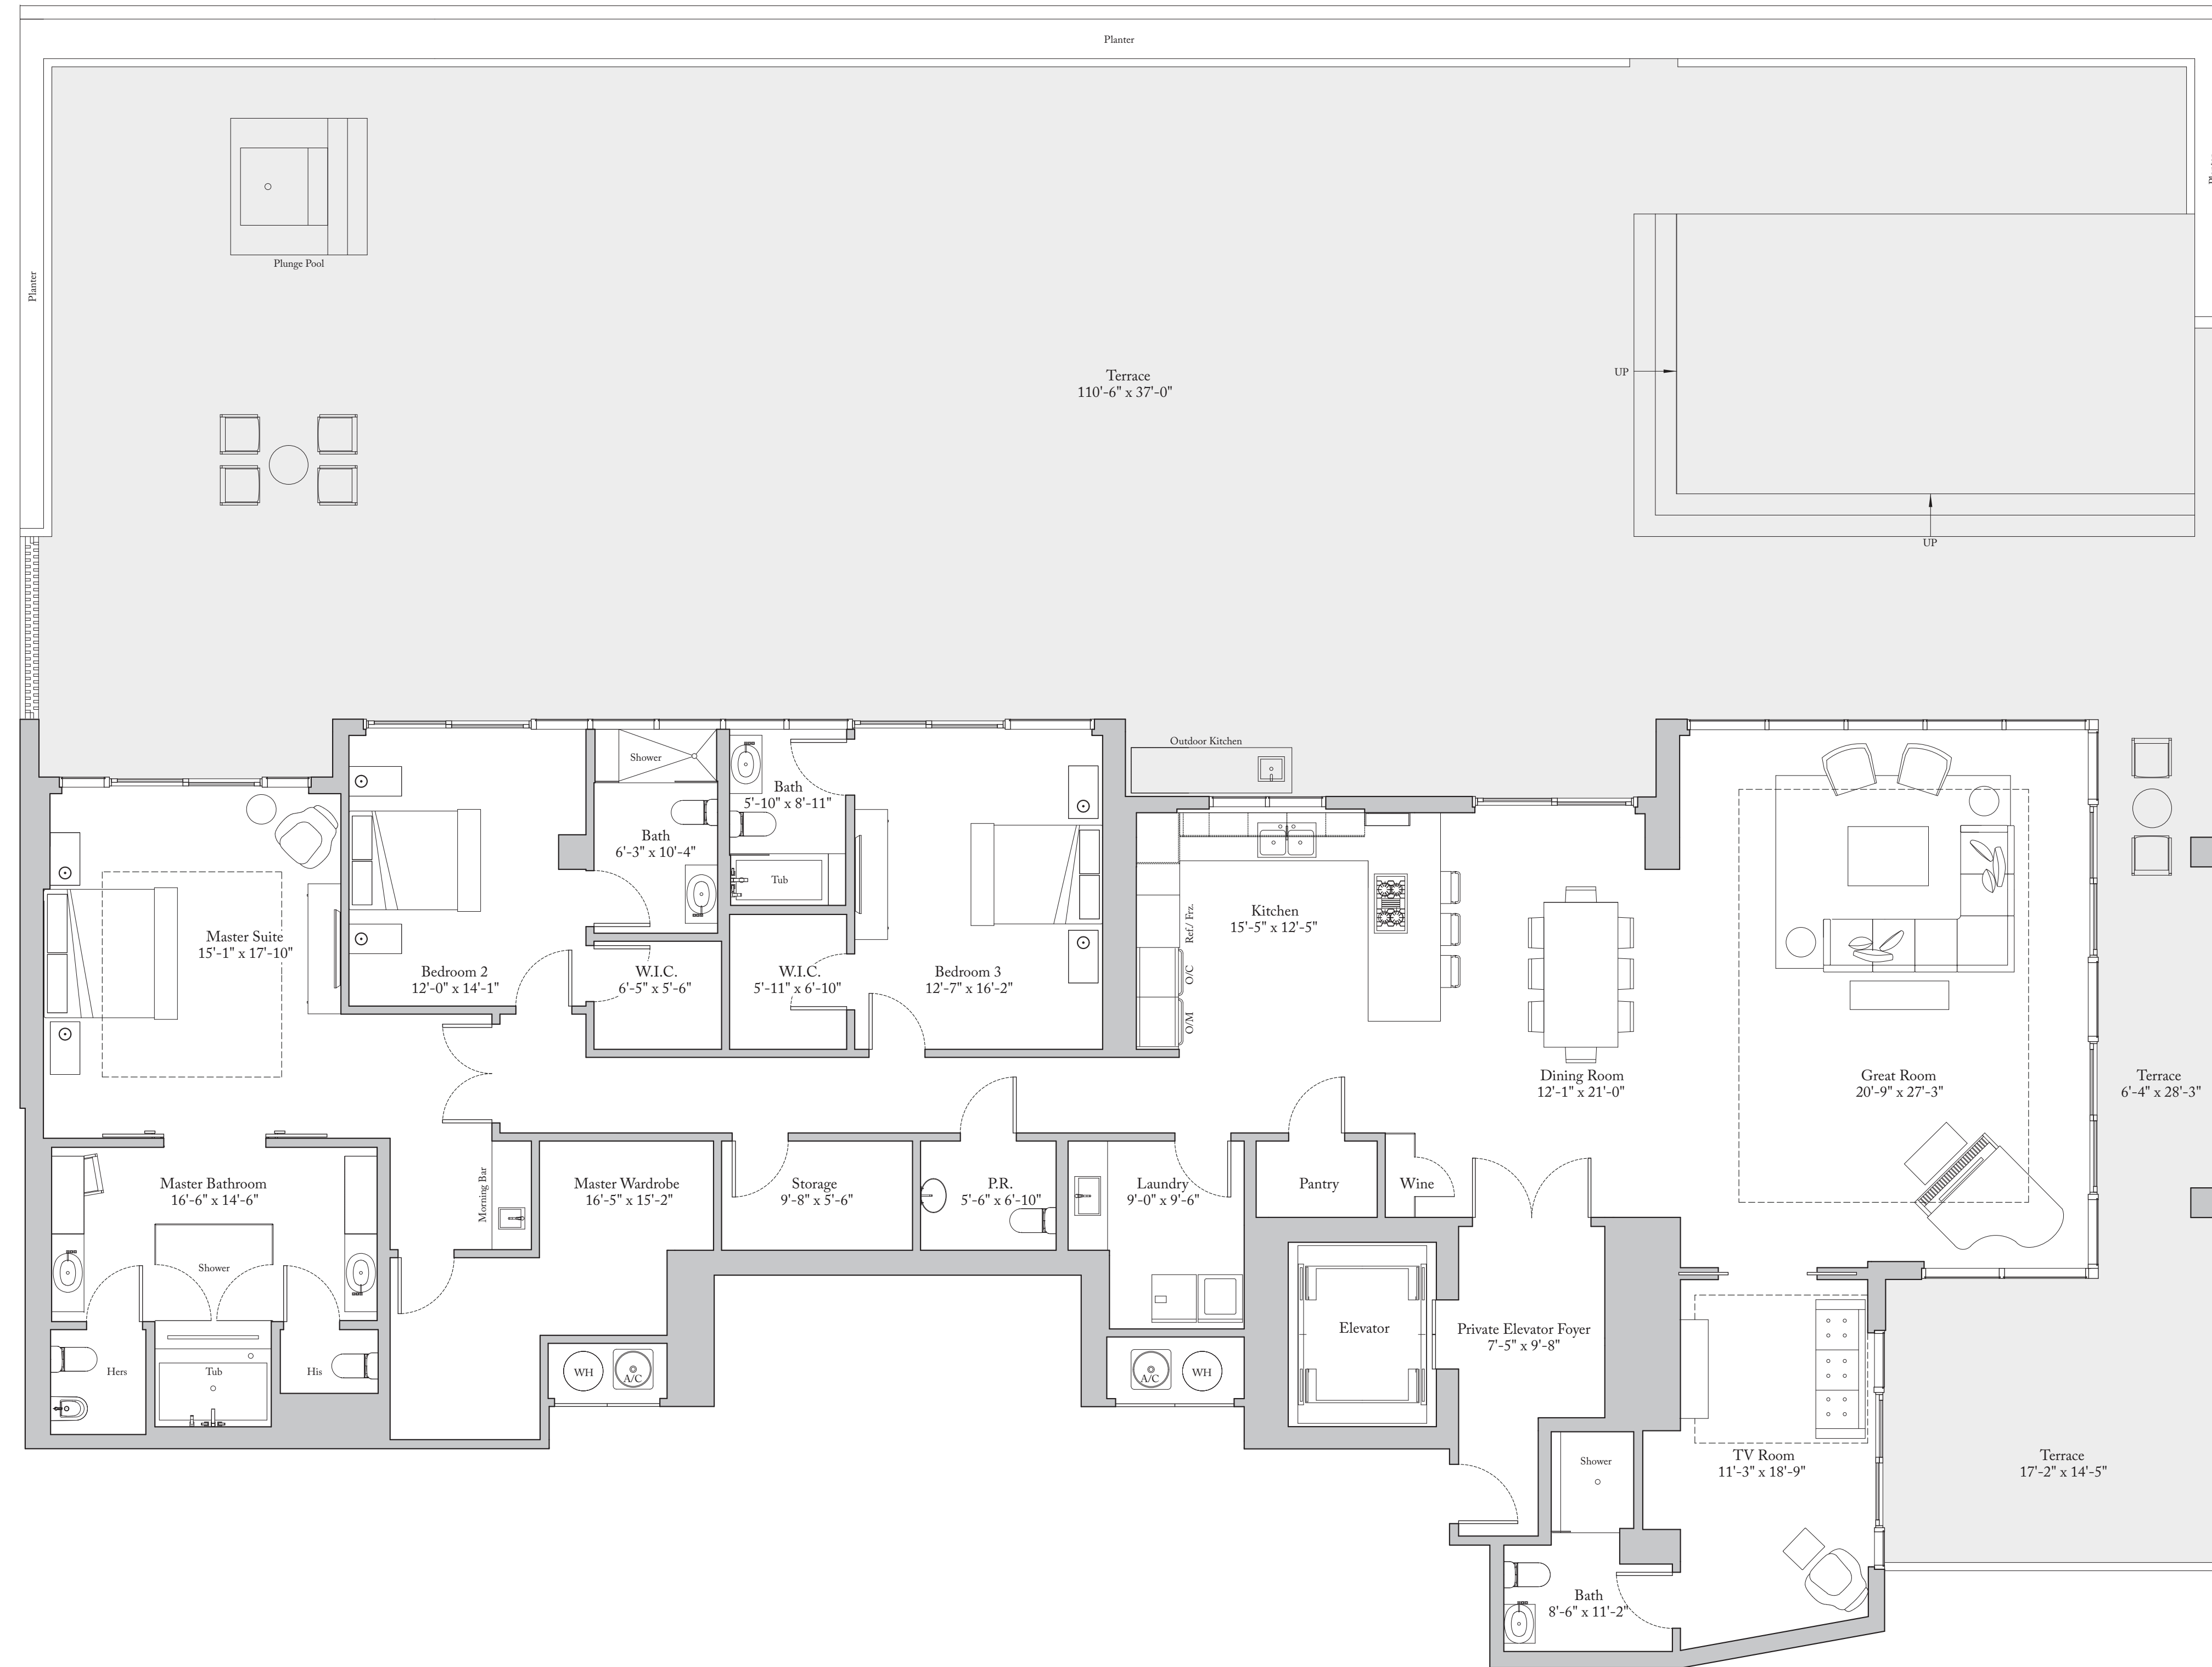 Planter
Planter
Plunge Pool
Planter
Terrace
110'-6" x 37'-0"
UP
UP
Outdoor Kitchen
Shower
Bath
5'-10" x 8'-11"
Bath
6'-3" x 10'-4"
Tub
Master Suite
15'-1" x 17'-10"
Bedroom 2
12'-0" x 14'-1"
W.I.C.
6'-5" x 5'-6"
W.I.C.
5'-11" x 6'-10"
Bedroom 3
12'-7" x 16'-2"
Ref./ Frz.
O/C
O/M
Kitchen
15'-5" x 12'-5"
Dining Room
12'-1" x 21'-0"
Great Room
20'-9" x 27'-3"
Terrace
6'-4" x 28'-3"
Master Bathroom
16'-6" x 14'-6"
Morning Bar
Master Wardrobe
16'-5" x 15'-2"
Storage
9'-8" x 5'-6"
P.R.
5'-6" x 6'-10"
Laundry
9'-0" x 9'-6"
Pantry
Wine
Shower
Hers
Tub
His
WH
A/C
A/C
WH
Elevator
Private Elevator Foyer
7'-5" x 9'-8"
Shower
TV Room
11'-3" x 18'-9"
Terrace
17'-2" x 14'-5"
Bath
8'-6" x 11'-2"